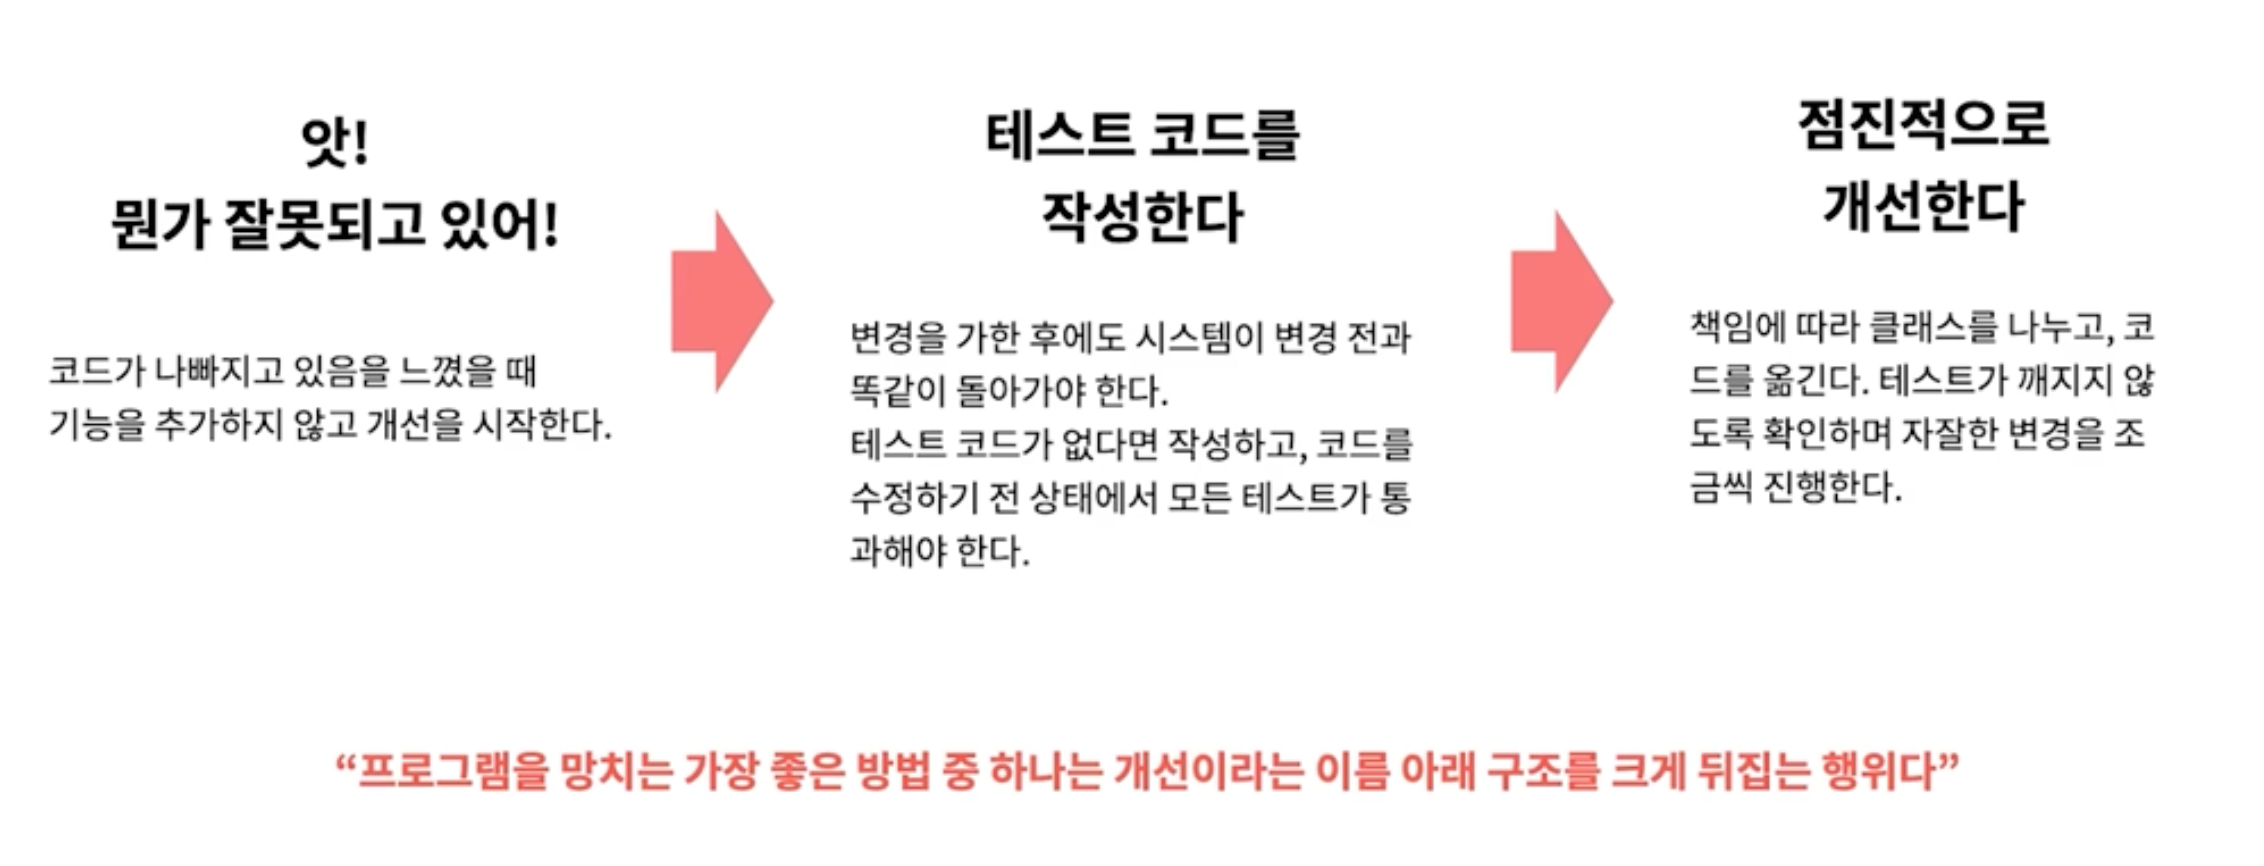 앗!
뭔가 잘못되고 있어!
코드가 나빠지고 있음을 느꼈을 때
기능을 추가하지 않고 개선을 시작한다.
테스트 코드를
작성한다
변경을 가한 후에도 시스템이 변경 전과
똑같이 돌아가야 한다.
테스트 코드가 없다면 작성하고, 코드를
수정하기 전 상태에서 모든 테스트가 통
과해야 한다.
점진적으로
개선한다
책임에 따라 클래스를 나누고, 코
드를 옮긴다. 테스트가 깨지지 않
도록 확인하며 자잘한 변경을 조
금씩 진행한다.
“프로그램을 망치는 가장 좋은 방법 중 하나는 개선이라는 이름 아래 구조를 크게 뒤집는 행위다”